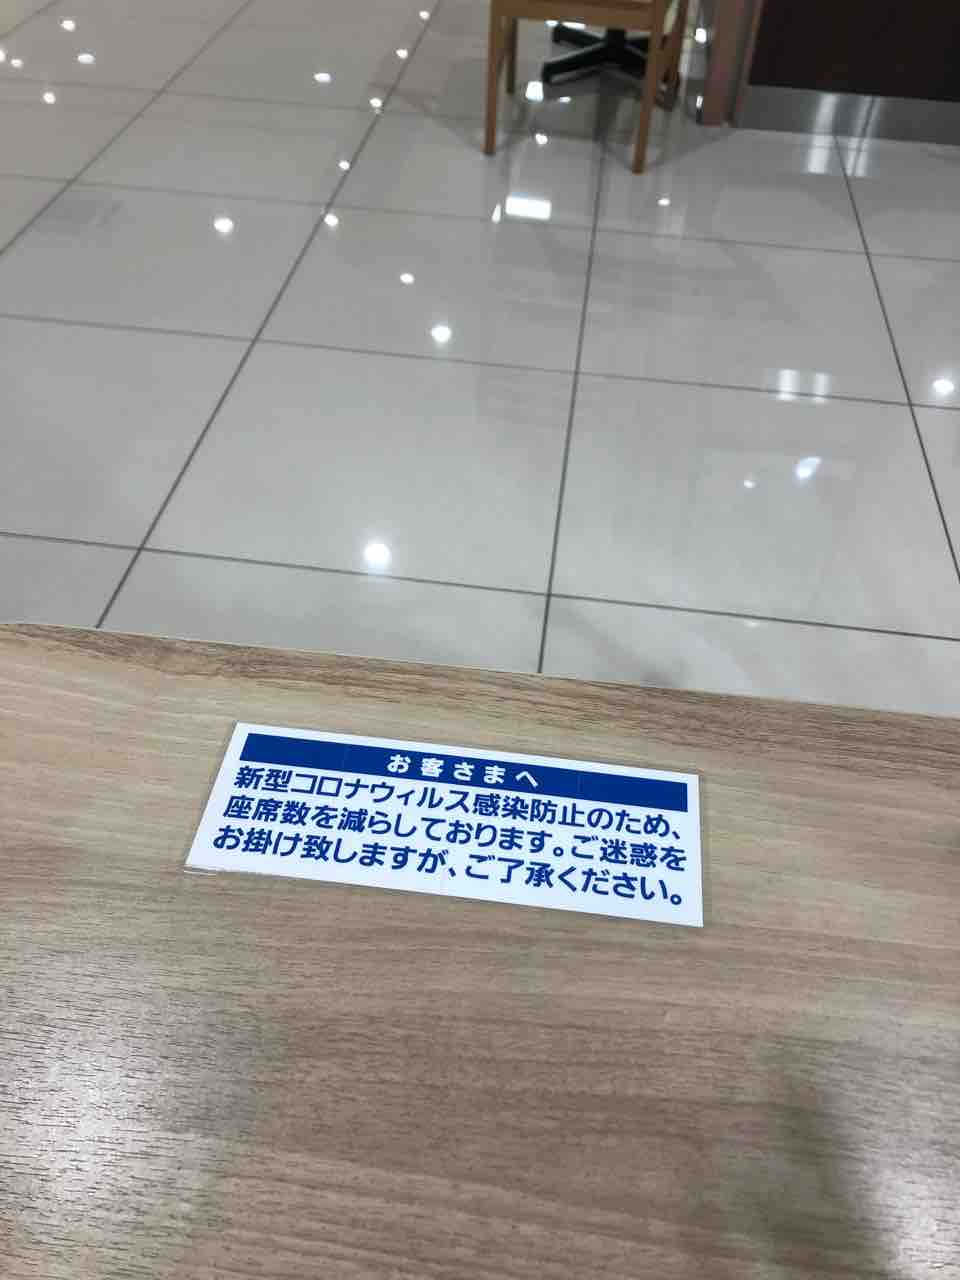 お客さまへ
新型コロナウィルス感染防止のため、
座席数を減らしております。ご迷惑を
お掛け致しますが、ご了承ください。